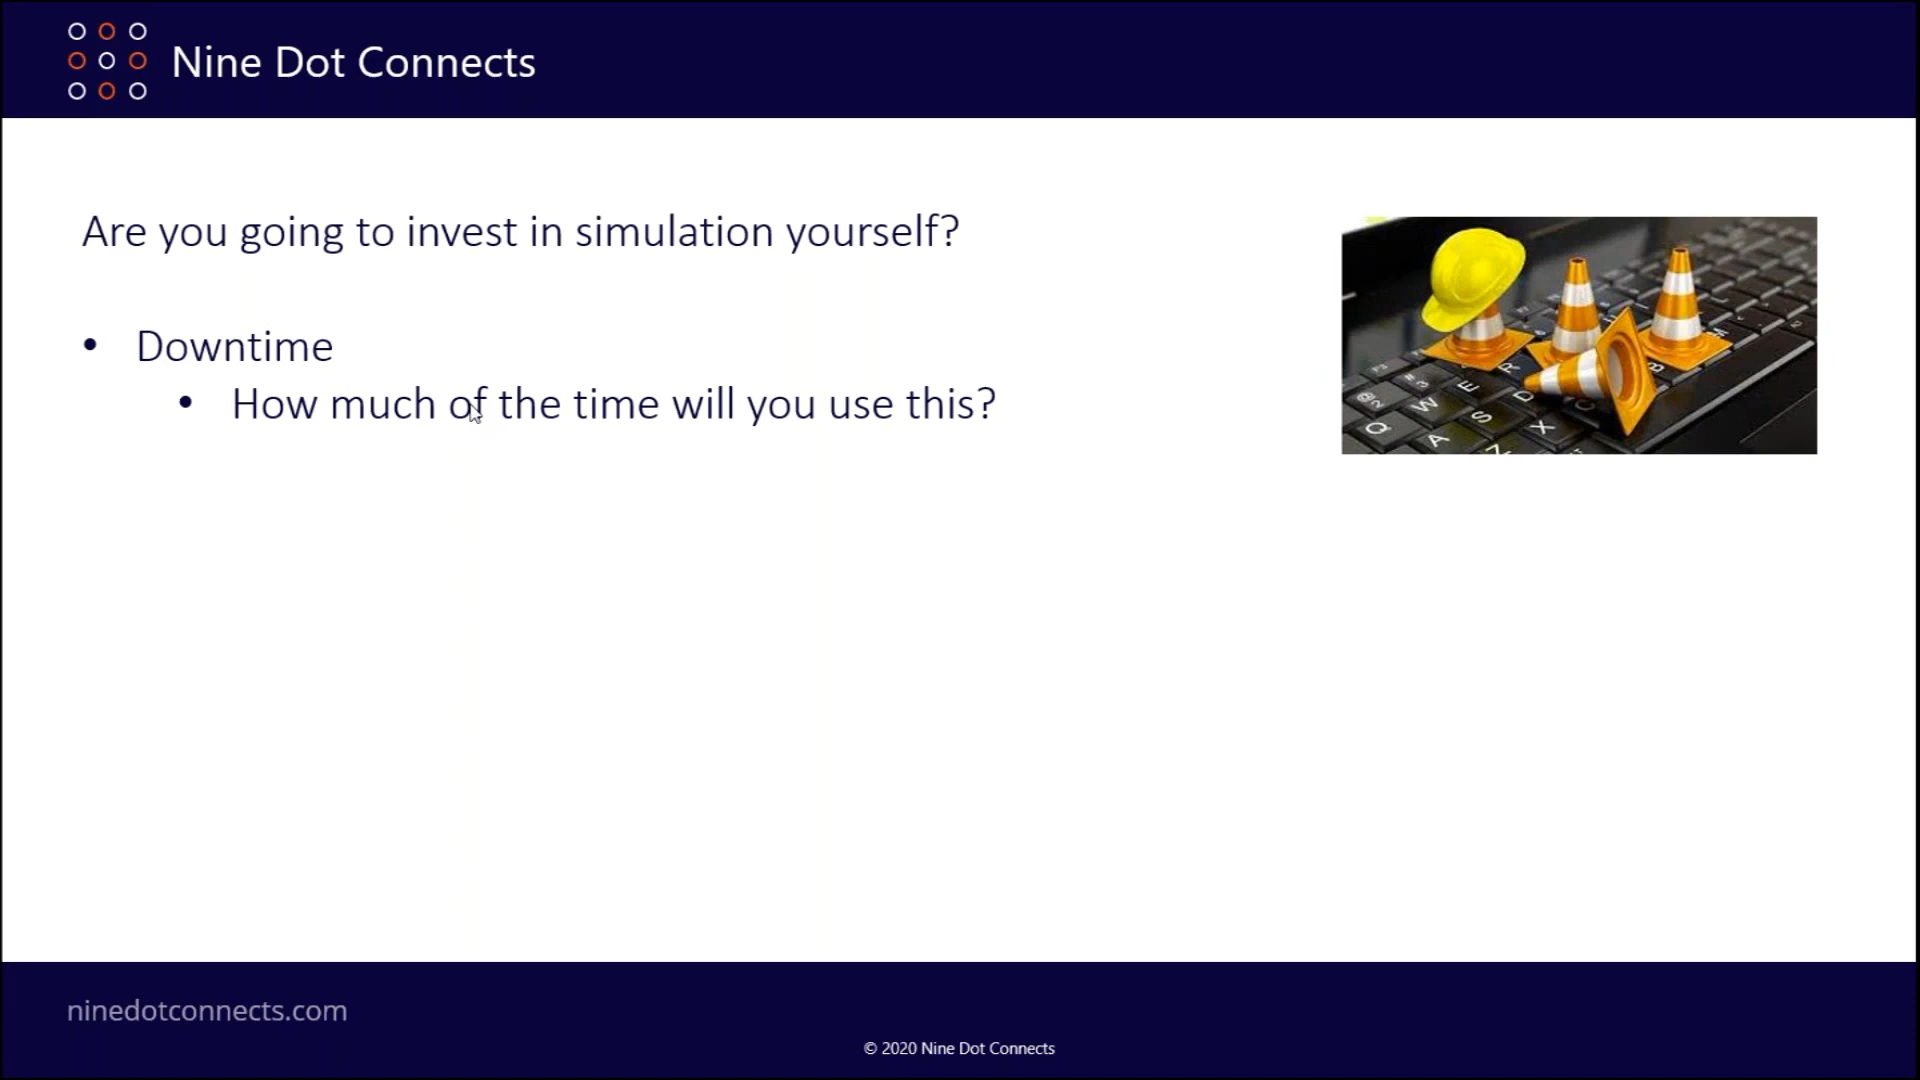 Nine Dot Connects
Are you going to invest in simulation yourself?
• Downtime
• How much of the time will you use this?
ninedotconnects.com
© 2020 Nine Dot Connects